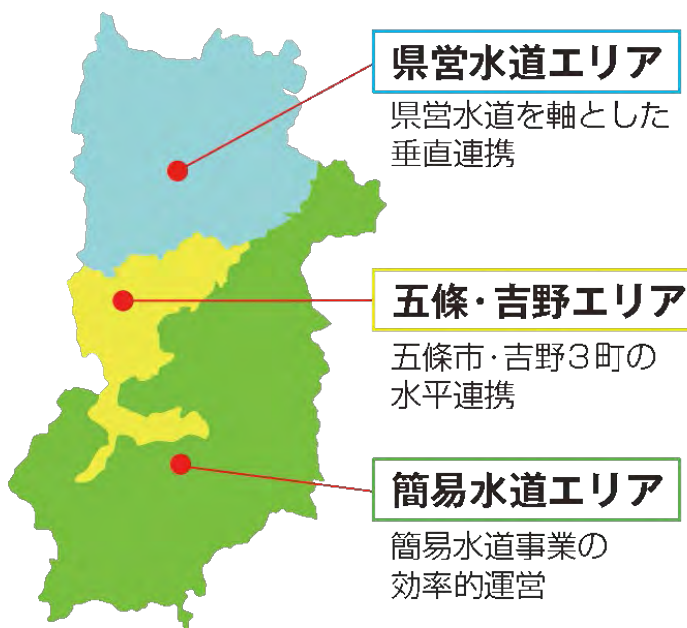 県営水道エリア
県営水道を軸とした
垂直連携
五條・吉野エリア
五條市・吉野3町の
水平連携
簡易水道エリア
簡易水道事業の
効率的運営